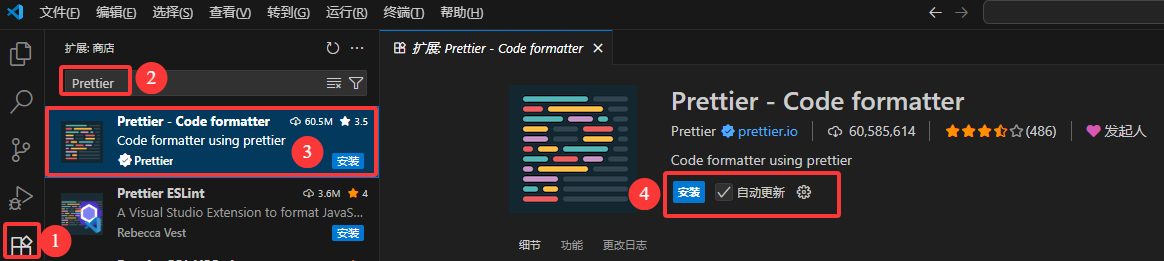 文件(F) 编辑(E) 选择(S) 查看(V) 转到(G) 运行(R) 终端(T) 帮助(H)
扩展: 商店
扩展: Prettier - Code formatter
Prettier
2
Prettier - Code formatter 60.5M 3.5
Code formatter using prettier
3
Prettier 安装
Prettier ESLint 3.6M 4
A Visual Studio Extension to format JavaS...
Rebecca Vest 安装
1
Prettier - Code formatter
Prettier prettier.io 60,585,614 (486) 发起人
Code formatter using prettier
4
安装 自动更新
细节 功能 更改日志